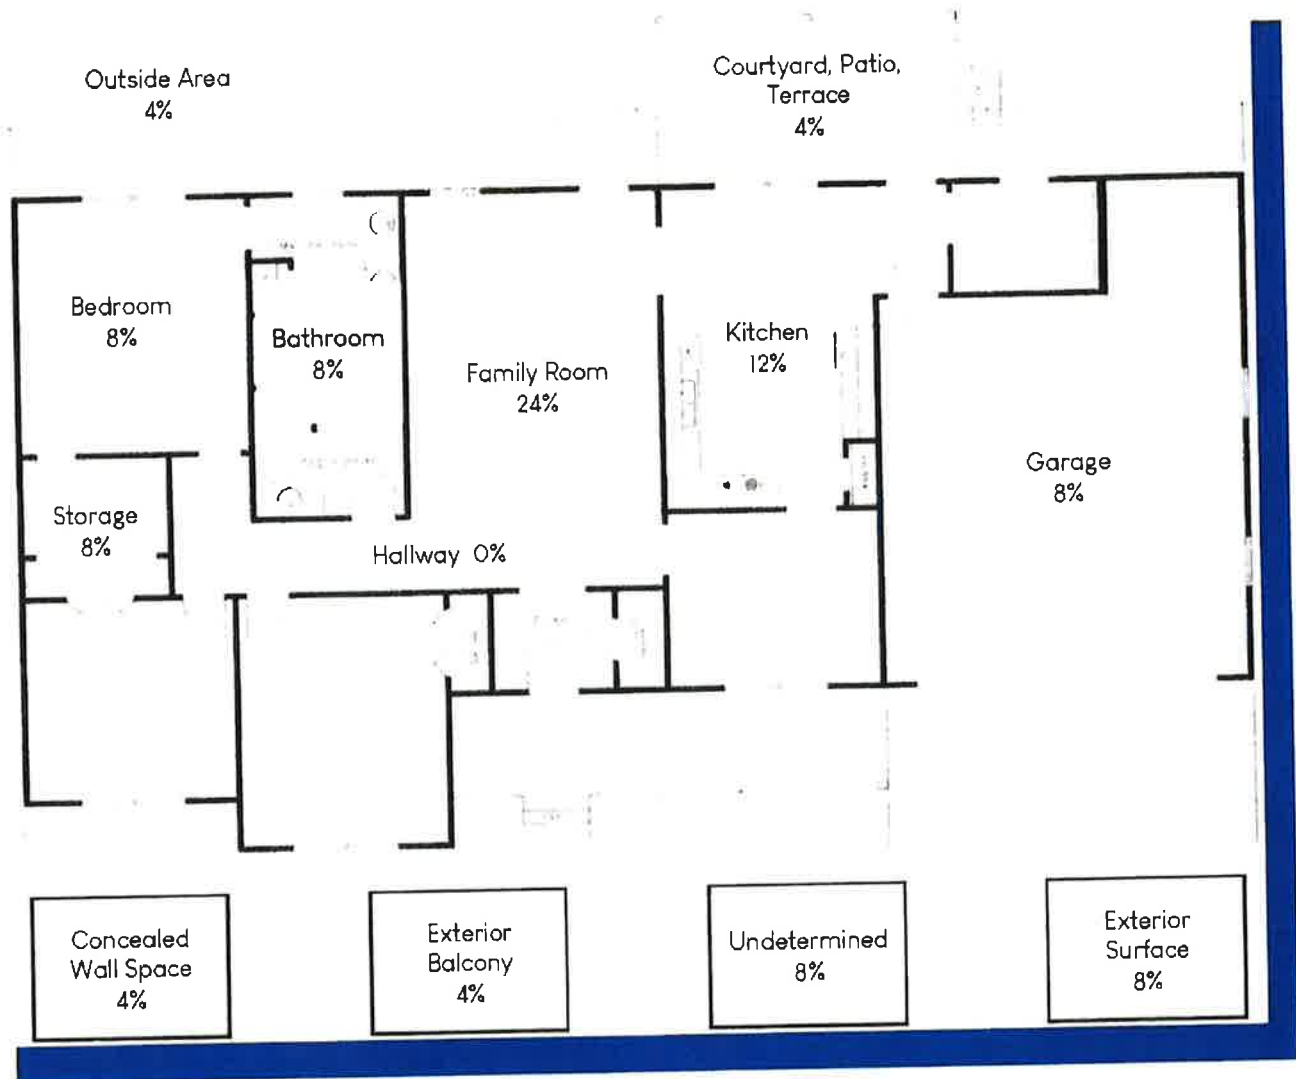 Outside Area
4%
Courtyard, Patio,
Terrace
4%
Bedroom
8%
Bathroom
8%
Family Room
24%
Kitchen
12%
Garage
8%
Storage
8%
Hallway 0%
Concealed
Wall Space
4%
Exterior
Balcony
4%
Undetermined
8%
Exterior
Surface
8%